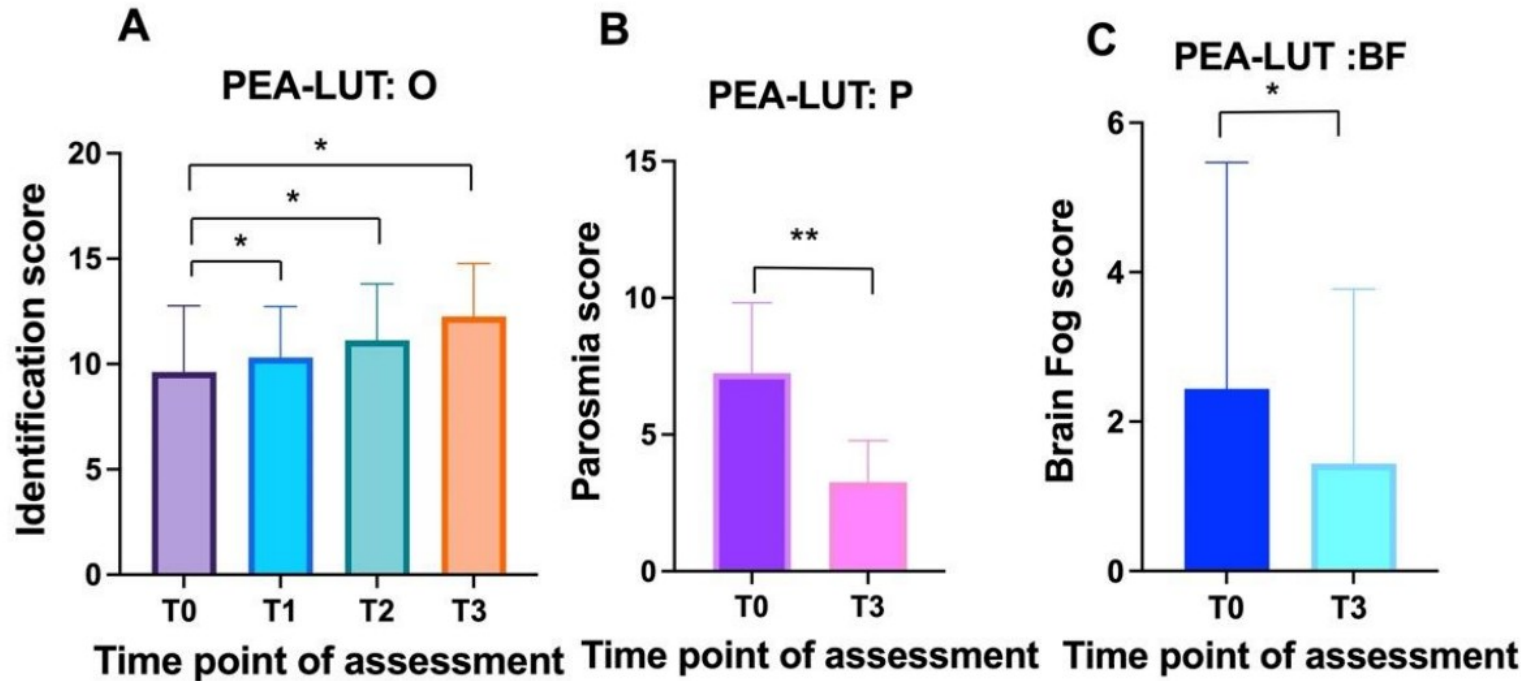 A
PEA-LUT: O
Identification score
20
15
10
5
0
*
*
*
T0 T1 T2 T3
Time point of assessment
B
PEA-LUT: P
Parosmia score
15
10
5
0
**
T0 T3
Time point of assessment
C
PEA-LUT :BF
Brain Fog score
6
4
2
0
*
T0 T3
Time point of assessment